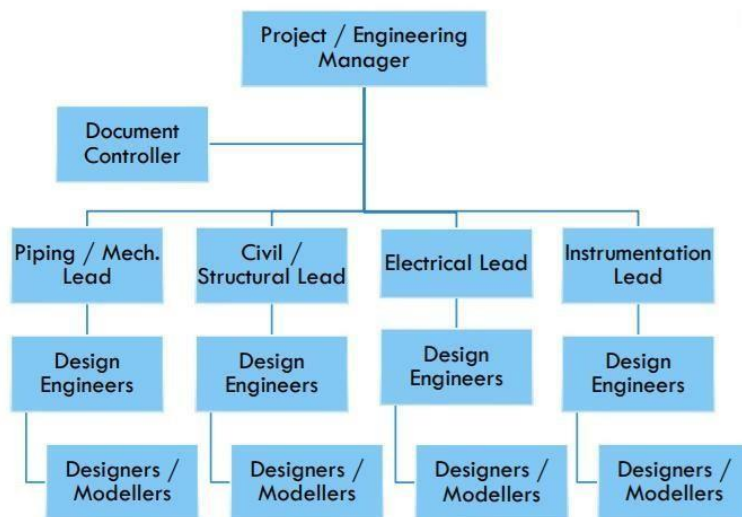 Project / Engineering
Manager
Document
Controller
Piping / Mech.
Lead
Civil /
Structural Lead
Electrical Lead
Instrumentation
Lead
Design
Engineers
Design
Engineers
Design
Engineers
Design
Engineers
Designers /
Modellers
Designers /
Modellers
Designers /
Modellers
Designers /
Modellers